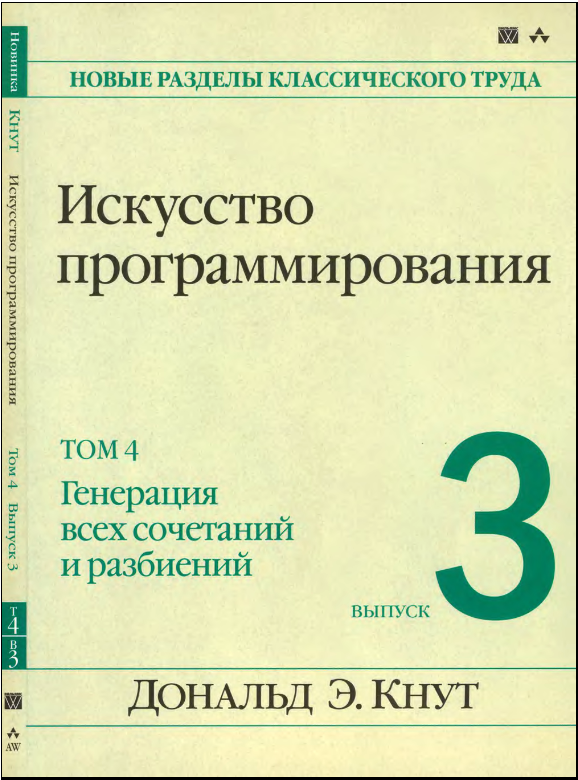 НОВЫЕ РАЗДЕЛЫ КЛАССИЧЕСКОГО ТРУДА
Искусство
программирования
ТОМ 4
Генерация
всех сочетаний
и разбиений
ВЫПУСК
3
ДОНАЛЬД Э. КНУТ
Новинка
КНУТ
Искусство программирования
Том 4 Выпуск 3
Т
4
В
3
W
AW